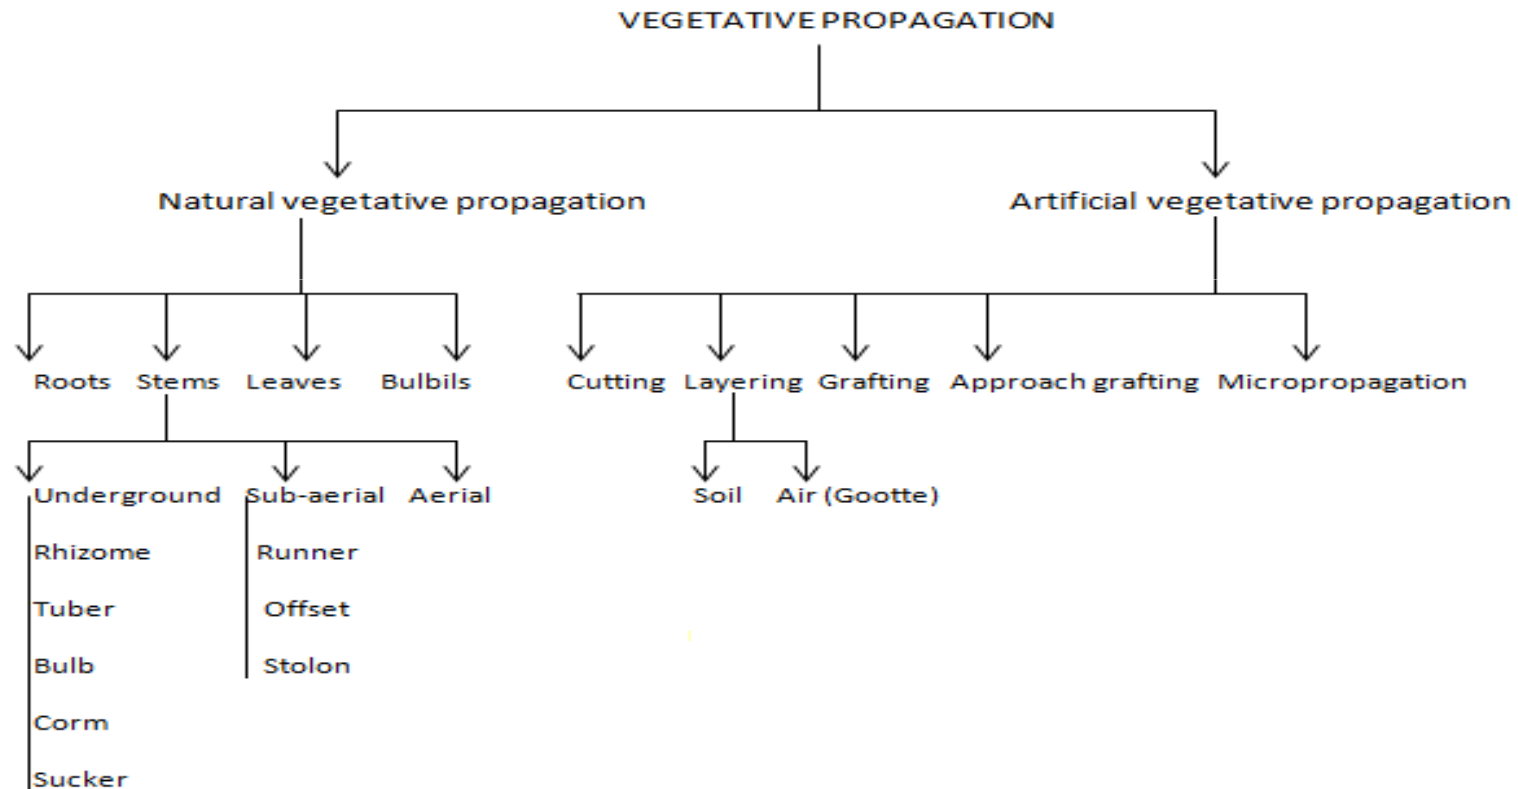 VEGETATIVE PROPAGATION
Natural vegetative propagation Artificial vegetative propagation
Roots Stems Leaves Bulbils Cutting Layering Grafting Approach grafting Micropropagation
Underground Sub-aerial Aerial Soil Air (Gootte)
Rhizome Runner
Tuber Offset
Bulb Stolon
Corm
Sucker